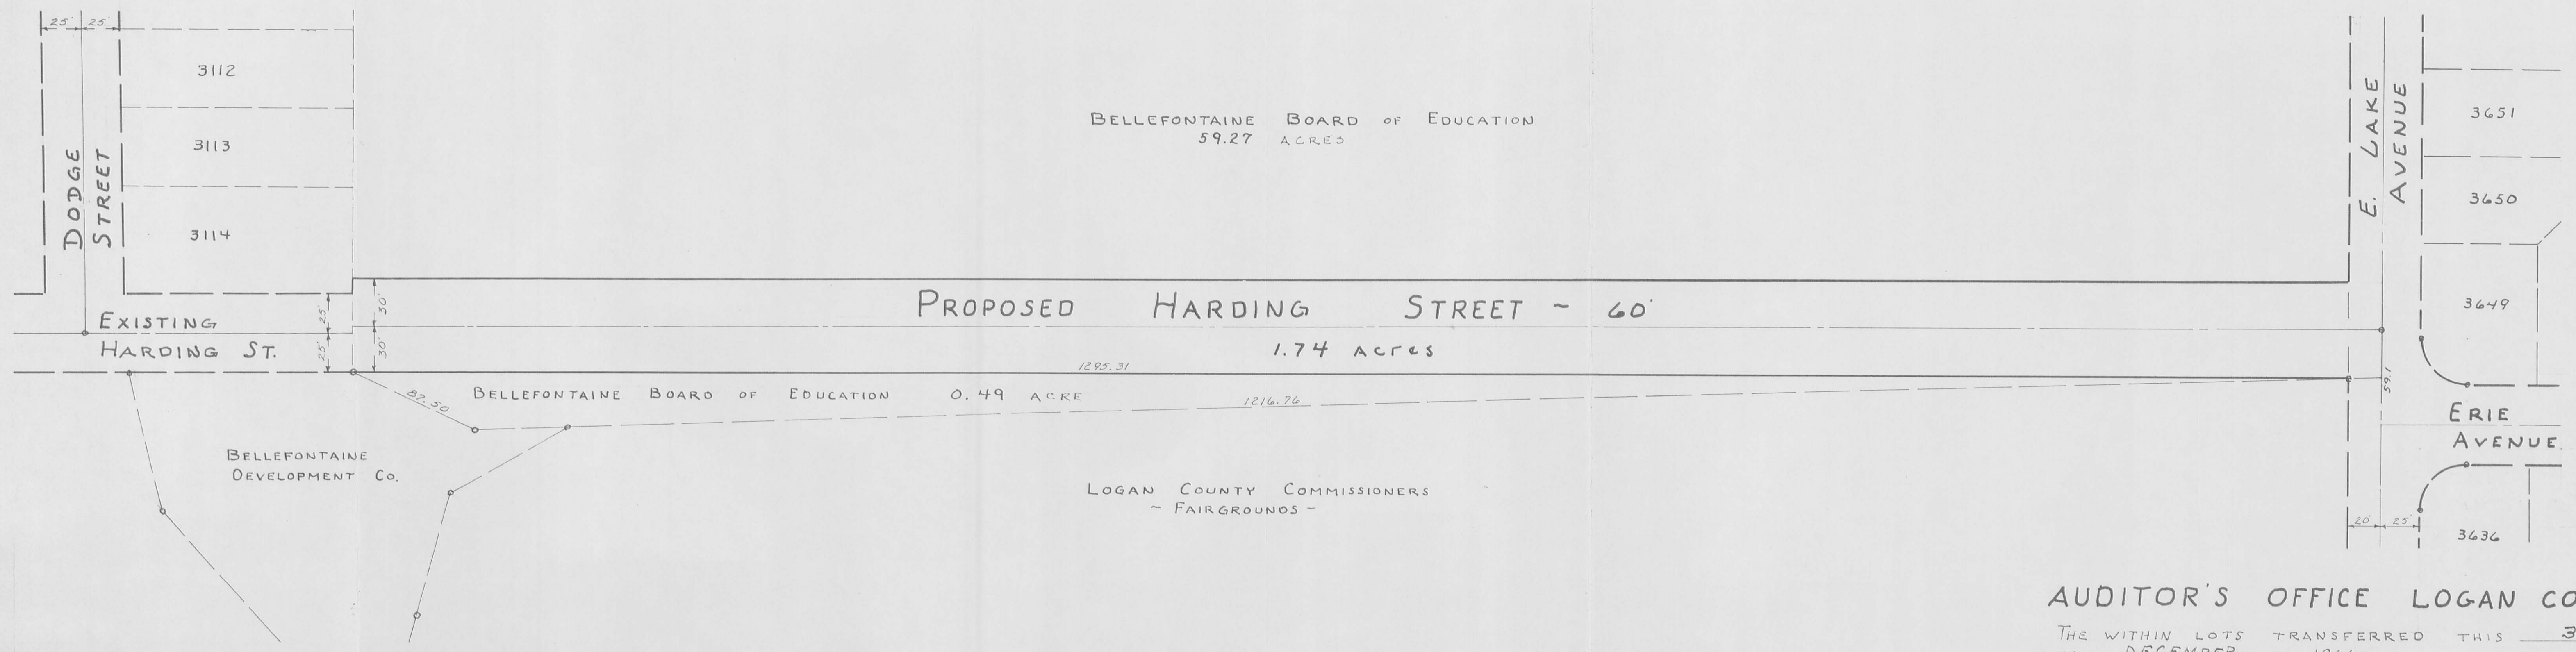 25' 25'
3112
3113
3114
DODGE
STREET
BELLEFONTAINE BOARD OF EDUCATION
59.27 ACRES
E. LAKE
AVENUE
3651
3650
3649
EXISTING
HARDING ST.
25'
25'
30'
30'
PROPOSED HARDING STREET ~ 60'
1.74 Acres
1295.31
87.50
BELLEFONTAINE BOARD OF EDUCATION 0.49 ACRE
1216.76
59.1
ERIE
AVENUE
BELLEFONTAINE
DEVELOPMENT CO.
LOGAN COUNTY COMMISSIONERS
- FAIRGROUNDS -
20' 25'
3636
AUDITOR'S OFFICE LOGAN CO
THE WITHIN LOTS TRANSFERRED THIS 3
DECEMBER